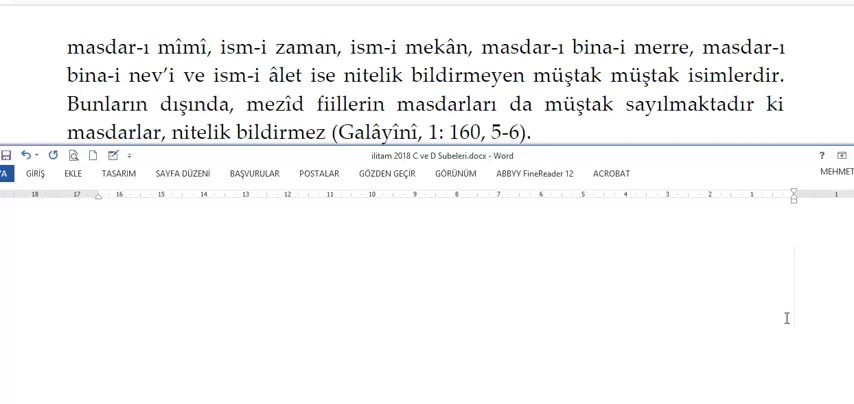 masdar-ı mîmî, ism-i zaman, ism-i mekân, masdar-ı bina-i merre, masdar-ı
bina-i nev'i ve ism-i âlet ise nitelik bildirmeyen müştak müştak isimlerdir.
Bunların dışında, mezîd fiillerin masdarları da müştak sayılmaktadır ki
masdarlar, nitelik bildirmez (Galâyînî, 1: 160, 5-6).
ilitam 2018 C ve D Subeleri.docx - Word
?
YA GİRİŞ EKLE TASARIM SAYFA DÜZENİ BAŞVURULAR POSTALAR GÖZDEN GEÇİR GÖRÜNÜM ABBYY FineReader 12 ACROBAT MEHMET
18 17 16 15 14 13 12 11 10 9 8 7 6 5 4 3 2 1 1